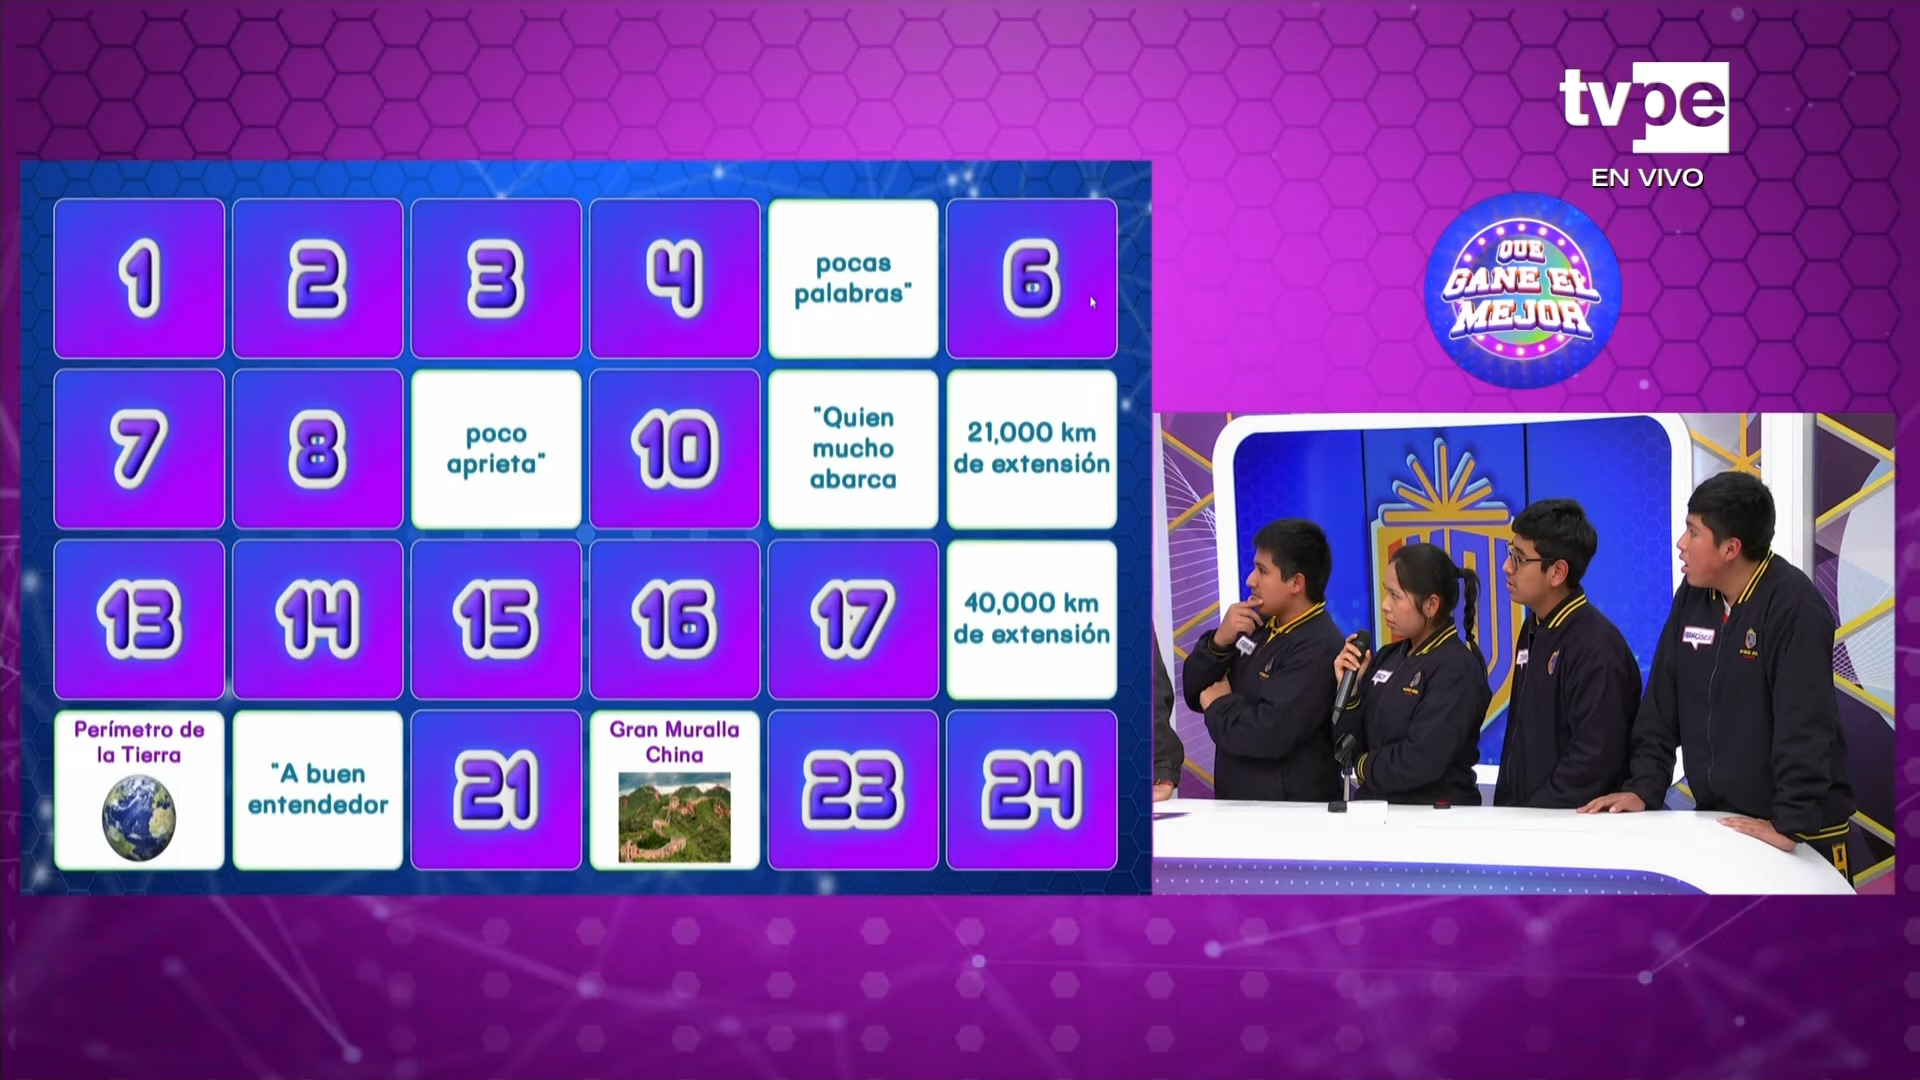 tvpe
EN VIVO
QUE
GANE EL
MEJOR
1
2
3
4
pocas
palabras"
6
7
8
poco
aprieta"
10
"Quien
mucho
abarca
21,000 km
de extensión
13
14
15
16
17
40,000 km
de extensión
Perímetro de
la Tierra
"A buen
entendedor
21
Gran Muralla
China
23
24
FRANCISCO